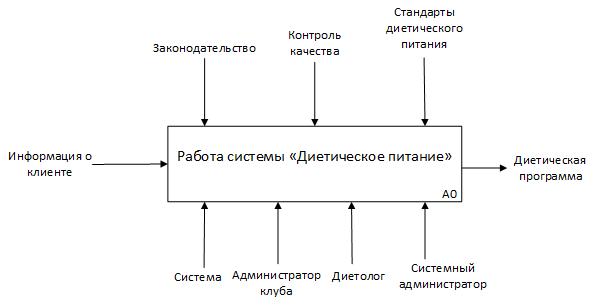 Стандарты
диетического
питания
Контроль
качества
Законодательство
Информация о
клиенте
Работа системы «Диетическое питание»
А0
Диетическая
программа
Система
Администратор
клуба
Диетолог
Системный
администратор